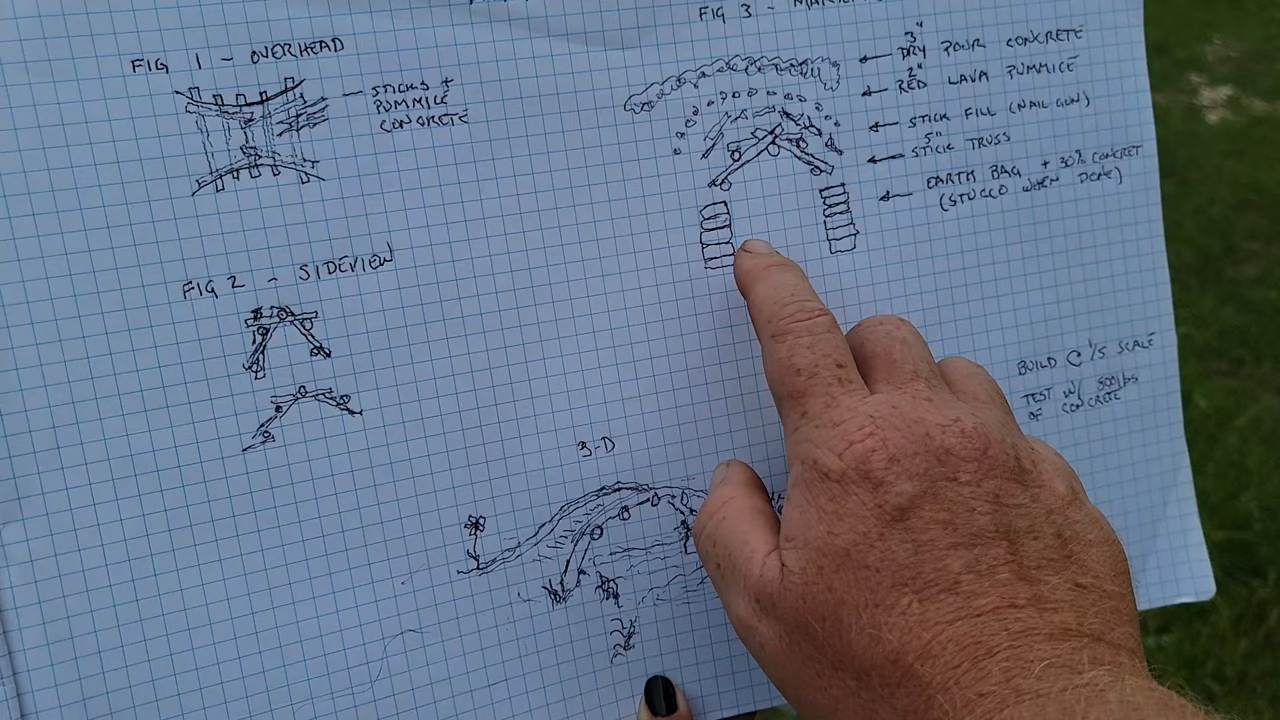 FIG 1 - OVERHEAD
STICKS +
PUMMICE
CONCRETE
FIG 2 - SIDEVIEW
FIG 3 -
3"
DRY POUR CONCRETE
2"
RED LAVA PUMMICE
STICK FILL (NAIL GUN)
5"
STICK TRUSS
EARTH BAG + 30% CONCRET
(STUCCO WHEN DONE)
BUILD 1/5 SCALE
TEST W/ 800lbs
OF CONCRETE
3-D